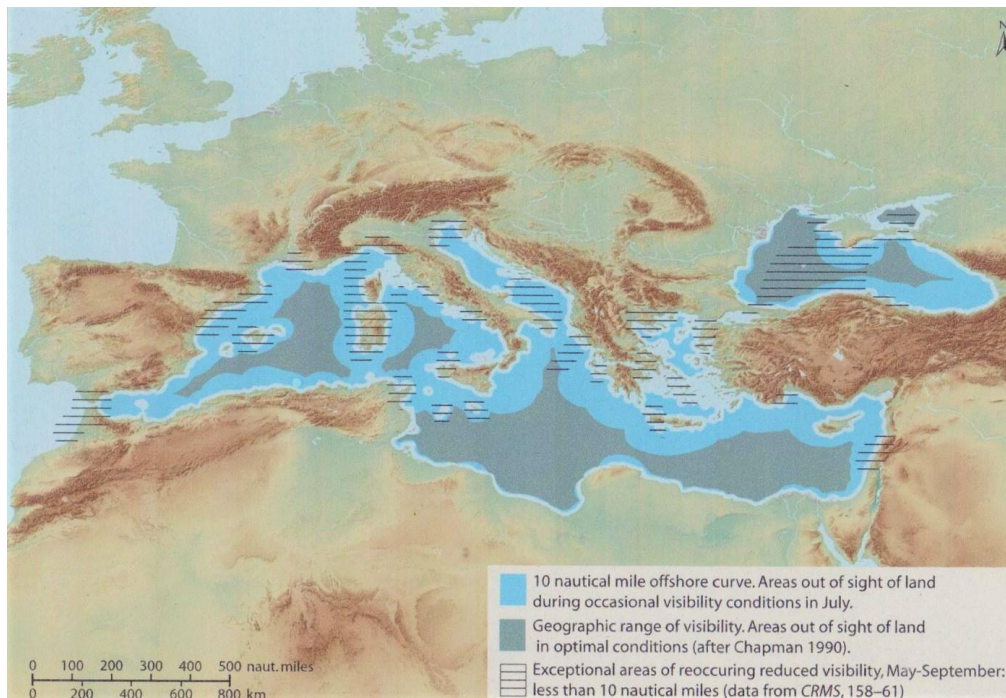 10 nautical mile offshore curve. Areas out of sight of land
during occasional visibility conditions in July.
Geographic range of visibility. Areas out of sight of land
in optimal conditions (after Chapman 1990).
Exceptional areas of reoccuring reduced visibility, May-September:
less than 10 nautical miles (data from CRMS, 158–61)
0 100 200 300 400 500 naut. miles
0 200 400 600 800 km